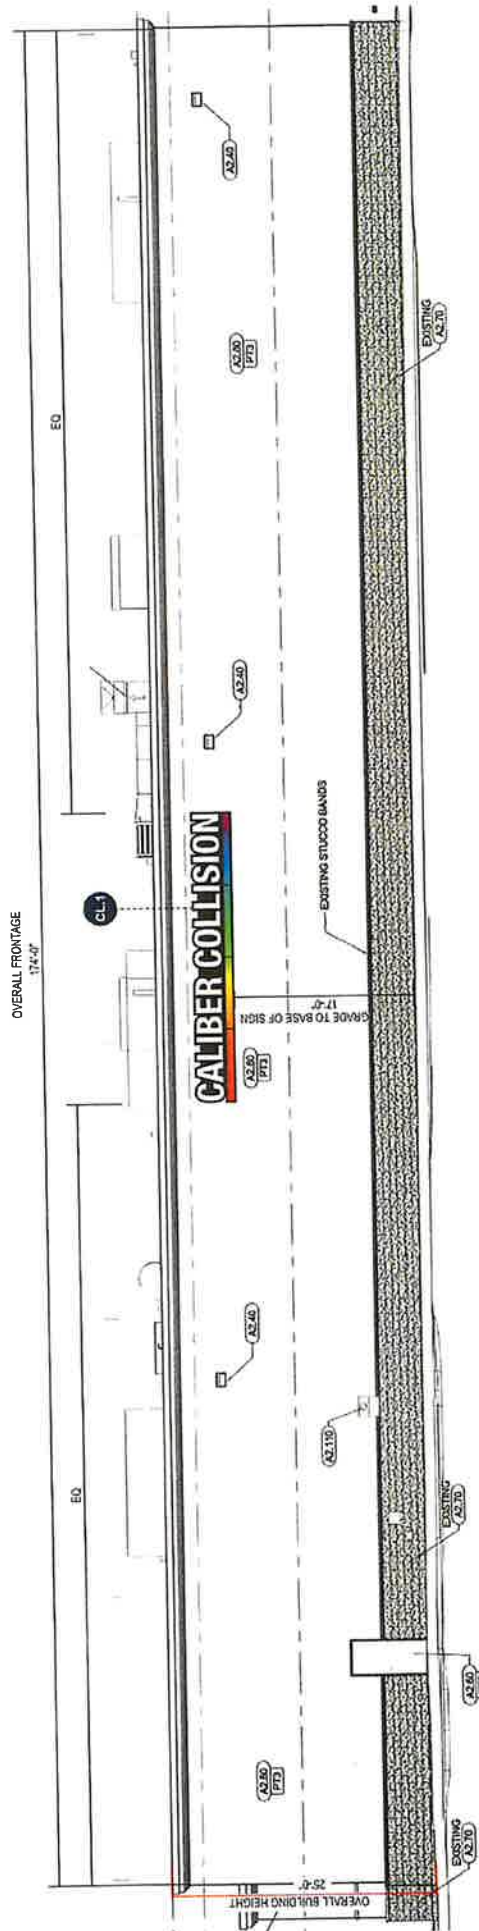 OVERALL FRONTAGE
174'-0"
EQ
EQ
CL.1
A2.40
A2.40
A2.40
CALIBER COLLISION
A2.80
PT3
A2.80
PT3
A2.80
PT3
GRADE TO BASE OF SIGN
17'-0"
EXISTING STUCCO BANDS
A2.110
OVERALL BUILDING HEIGHT
25'-0"
EXISTING
A2.70
A2.60
EXISTING
A2.70
EXISTING
A2.70